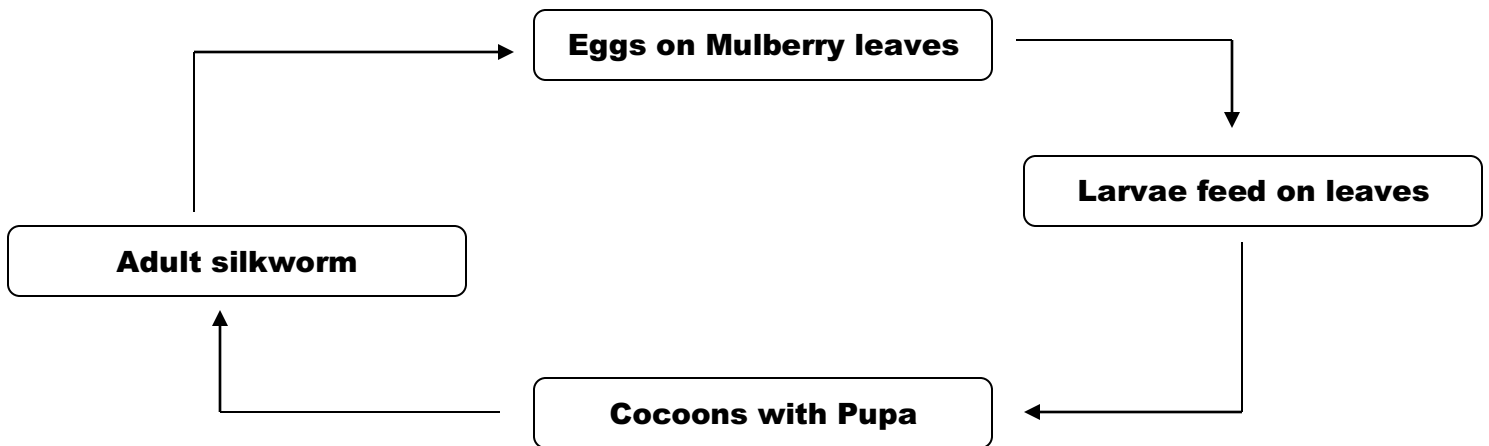 Eggs on Mulberry leaves
Larvae feed on leaves
Adult silkworm
Cocoons with Pupa